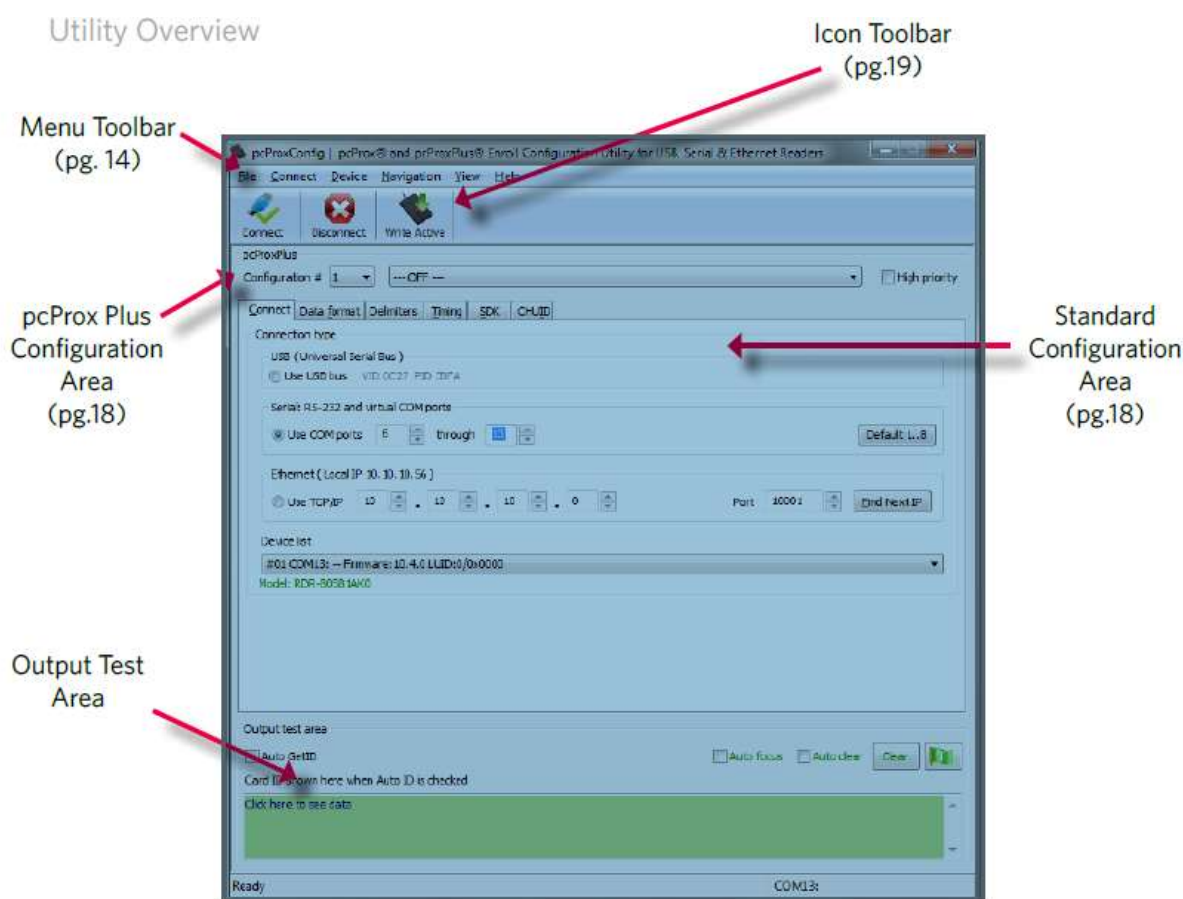 Utility Overview
Icon Toolbar
(pg.19)
Menu Toolbar
(pg. 14)
pcProxConfig | pcProx® and prProxPlus® Enroll Configuration Utility for USB, Serial & Ethernet Readers
File Connect Device Navigation View Help
Connect Disconnect Write Active
pcProxPlus
Configuration # 1 --- OFF --- High priority
pcProx Plus
Configuration
Area
(pg.18)
Connect Data format Delimiters Timing SDK CHUID
Connection type
USB (Universal Serial Bus)
Use USB bus
Standard
Configuration
Area
(pg.18)
Serial: RS-232 and virtual COM ports
Use COM ports 6 through 13 Default 1...8
Ethernet (Local IP 10.10.10.56)
Use TCP/IP 10 . 10 . 10 . 0 Port 10001 Find Next IP
Device list
#01 COM13: -- Firmware: 10.4.0 LUID:0/0x0000
Model: RDR-80581AK0
Output Test
Area
Output test area
Auto GetID Auto focus Auto clear Clear
Card ID shown here when Auto ID is checked
Click here to see data
Ready COM13: